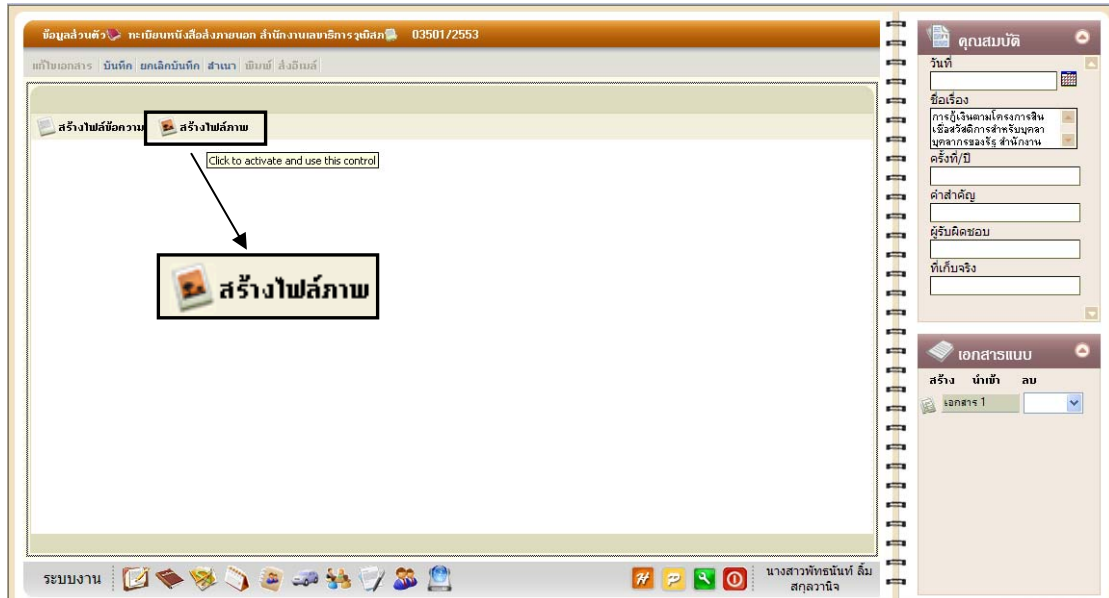 ข้อมูลส่วนตัว ทะเบียนหนังสือส่งภายนอก สำนักงานเลขาธิการวุฒิสภา 03501/2553
แก้ไขเอกสาร บันทึก ยกเลิกบันทึก สำเนา พิมพ์ ส่งอีเมล์
สร้างไฟล์ข้อความ สร้างไฟล์ภาพ
Click to activate and use this control
สร้างไฟล์ภาพ
คุณสมบัติ
วันที่
ชื่อเรื่อง
การกู้เงินตามโครงการสิน
เชื่อสวัสดิการสำหรับบุคลา
บุคลากรของรัฐ สำนักงาน
ครั้งที่/ปี
คำสำคัญ
ผู้รับผิดชอบ
ที่เก็บจริง
เอกสารแนบ
สร้าง นำเข้า ลบ
เอกสาร 1
ระบบงาน
นางสาวพัทธนันท์ ลิ้ม
สกุลวานิจ